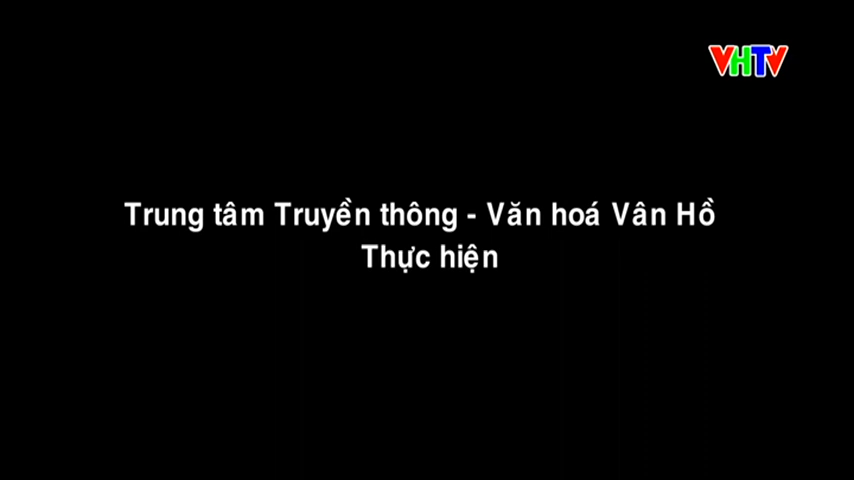 VHTV
Trung tâm Truyền thông - Văn hoá Vân Hồ
Thực hiện